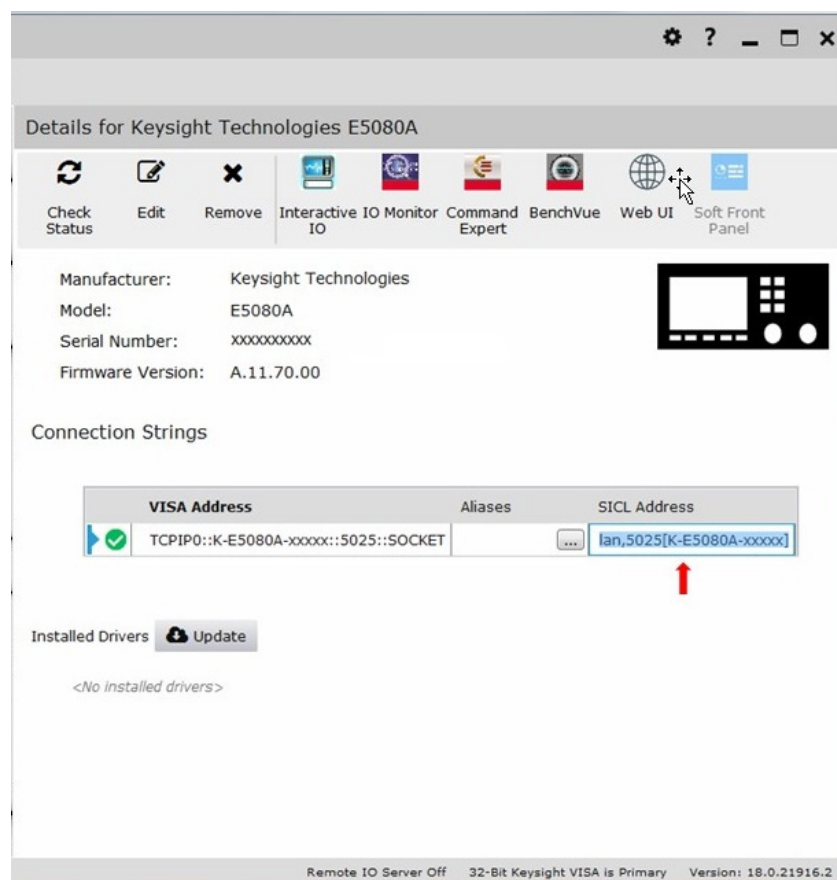 ?
Details for Keysight Technologies E5080A
Check Status
Edit
Remove
Interactive IO
IO Monitor
Command Expert
BenchVue
Web UI
Soft Front Panel
Manufacturer: Keysight Technologies
Model: E5080A
Serial Number: xxxxxxxxxx
Firmware Version: A.11.70.00
Connection Strings
VISA Address Aliases SICL Address
TCPIP0::K-E5080A-xxxxx::5025::SOCKET ... lan,5025[K-E5080A-xxxxx]
Installed Drivers Update
<No installed drivers>
Remote IO Server Off 32-Bit Keysight VISA is Primary Version: 18.0.21916.2